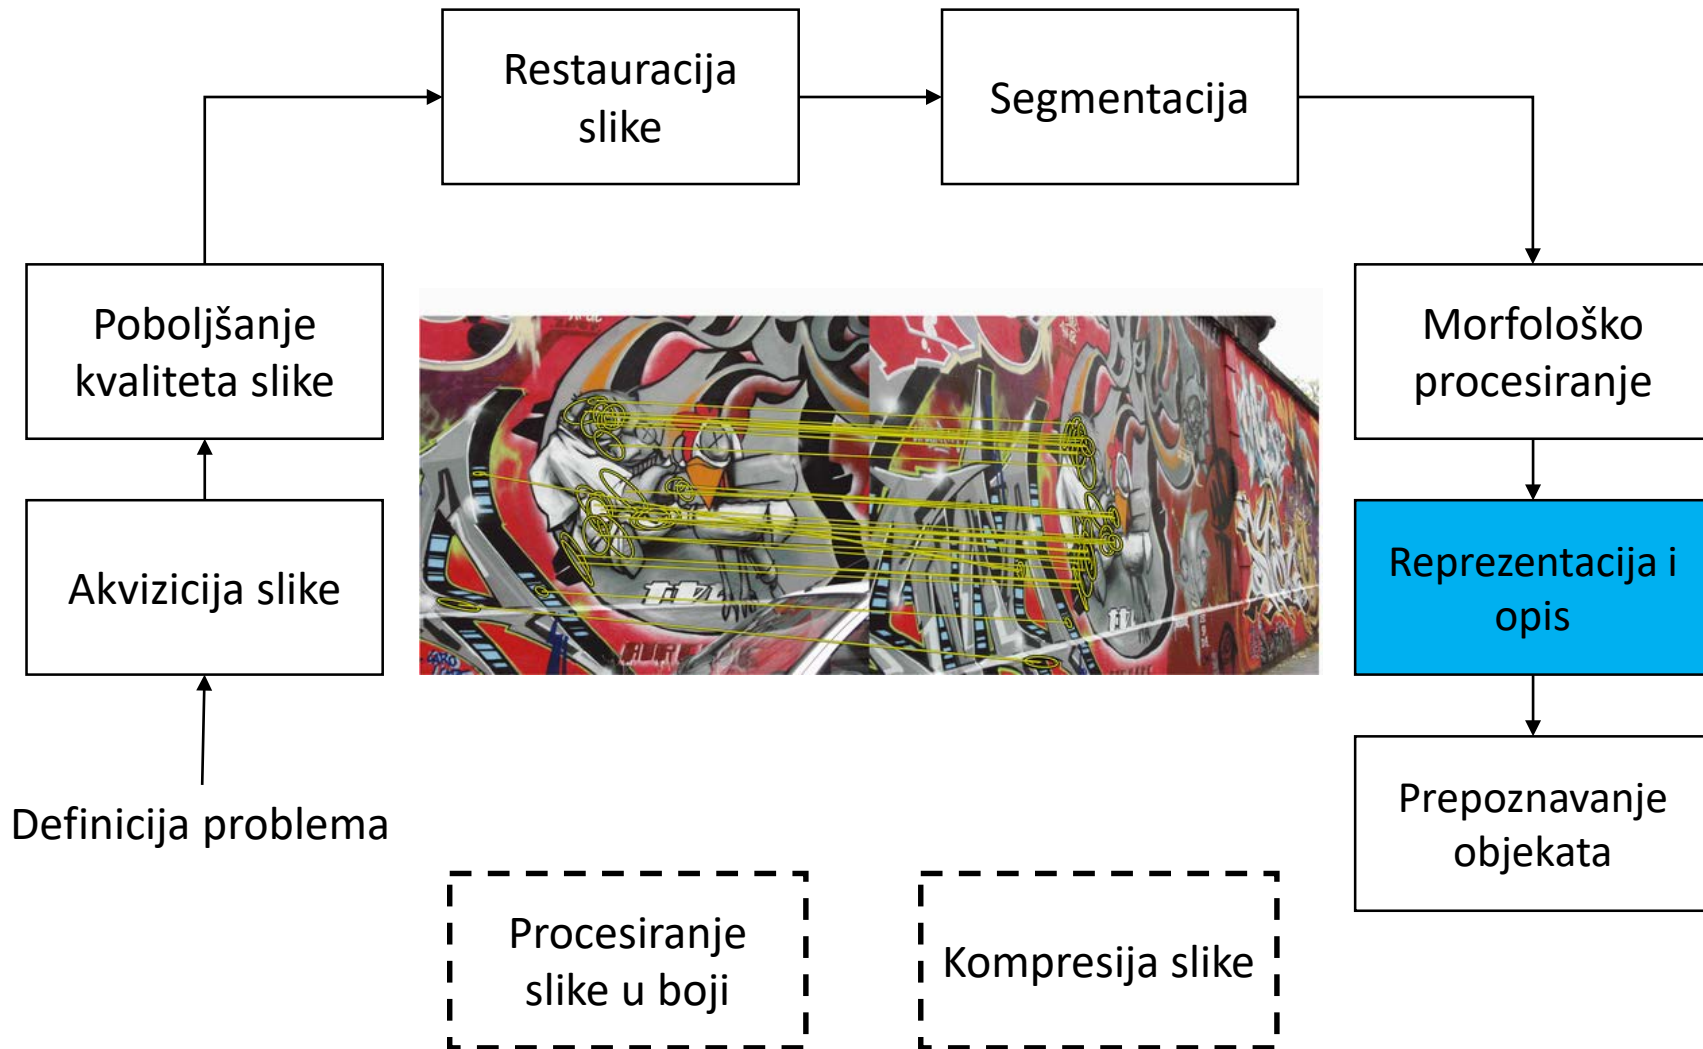 Restauracija
slike
Segmentacija
Poboljšanje
kvaliteta slike
Morfološko
procesiranje
Akvizicija slike
Reprezentacija i
opis
Definicija problema
Prepoznavanje
objekata
Procesiranje
slike u boji
Kompresija slike